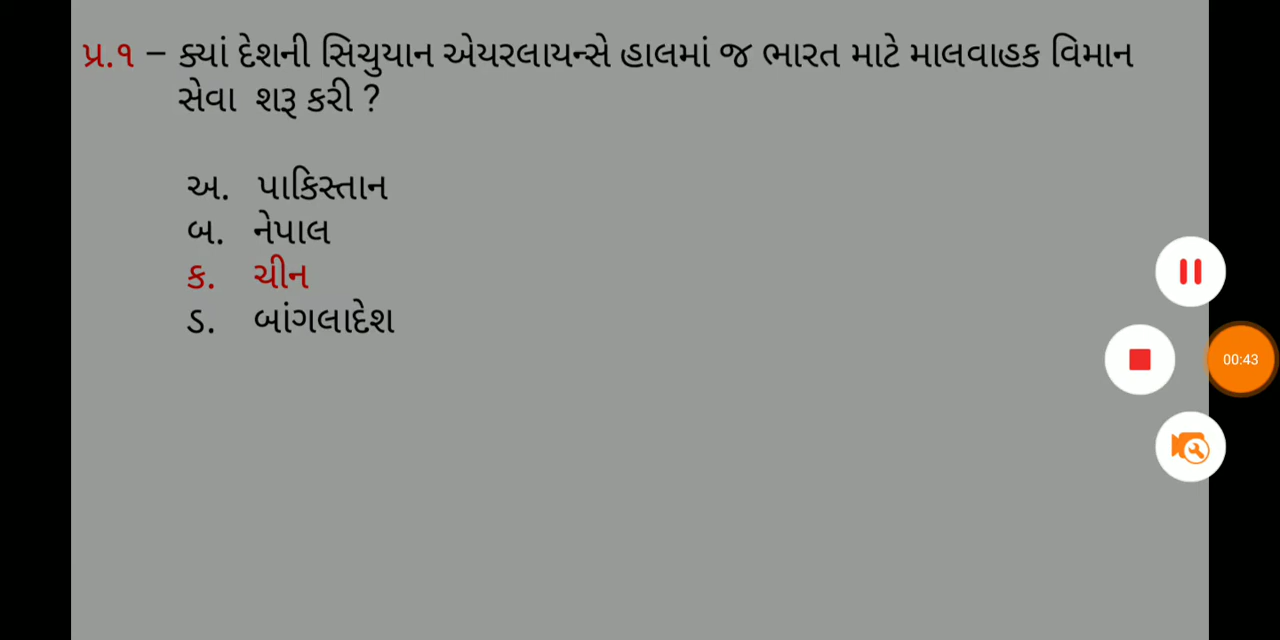 પ્ર.૧ – ક્યાં દેશની સિચુયાન એયરલાયન્સે હાલમાં જ ભારત માટે માલવાહક વિમાન
સેવા શરૂ કરી ?
અ. પાકિસ્તાન
બ. નેપાલ
ક. ચીન
ડ. બાંગલાદેશ
00:43